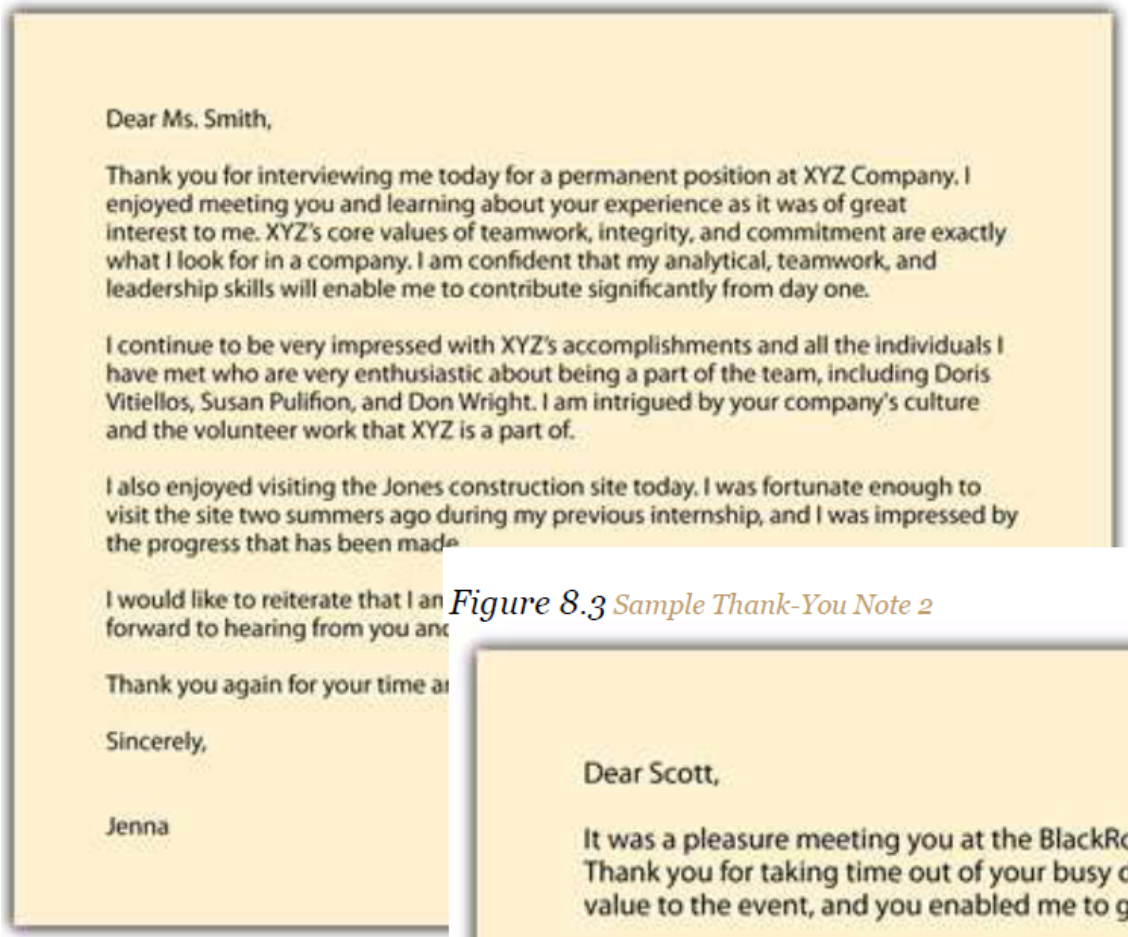 Dear Ms. Smith,
Thank you for interviewing me today for a permanent position at XYZ Company. I
enjoyed meeting you and learning about your experience as it was of great
interest to me. XYZ's core values of teamwork, integrity, and commitment are exactly
what I look for in a company. I am confident that my analytical, teamwork, and
leadership skills will enable me to contribute significantly from day one.
I continue to be very impressed with XYZ's accomplishments and all the individuals I
have met who are very enthusiastic about being a part of the team, including Doris
Vitiellos, Susan Pulifion, and Don Wright. I am intrigued by your company's culture
and the volunteer work that XYZ is a part of.
I also enjoyed visiting the Jones construction site today. I was fortunate enough to
visit the site two summers ago during my previous internship, and I was impressed by
the progress that has been made
I would like to reiterate that I am
forward to hearing from you and
Thank you again for your time
Sincerely,
Jenna
Figure 8.3 Sample Thank-You Note 2
Dear Scott,
It was a pleasure meeting you at the
Thank you for taking time out of your busy
value to the event, and you enabled me to